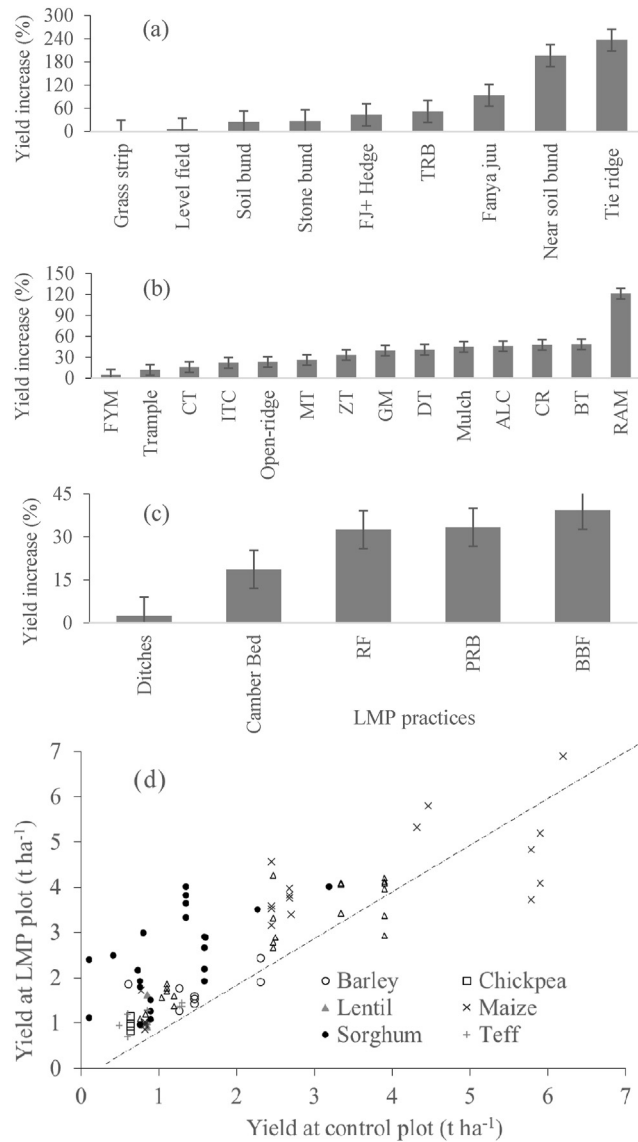 (a)
Yield increase (%)
300
240
180
120
60
0
Grass strip
Level field
Soil bund
Stone bund
FJ+ Hedge
TRB
Fanya juu
Near soil bund
Tie ridge
(b)
Yield increase (%)
150
120
90
60
30
0
FYM
Trample
CT
ITC
Open-ridge
MT
ZT
GM
DT
Mulch
ALC
CR
BT
RAM
(c)
Yield increase (%)
45
30
15
0
Ditches
Camber Bed
RF
PRB
BBF
LMP practices
(d)
Yield at LMP plot (t ha-1)
7
6
5
4
3
2
1
0
Barley
Chickpea
Lentil
Maize
Sorghum
Teff
0 1 2 3 4 5 6 7
Yield at control plot (t ha-1)